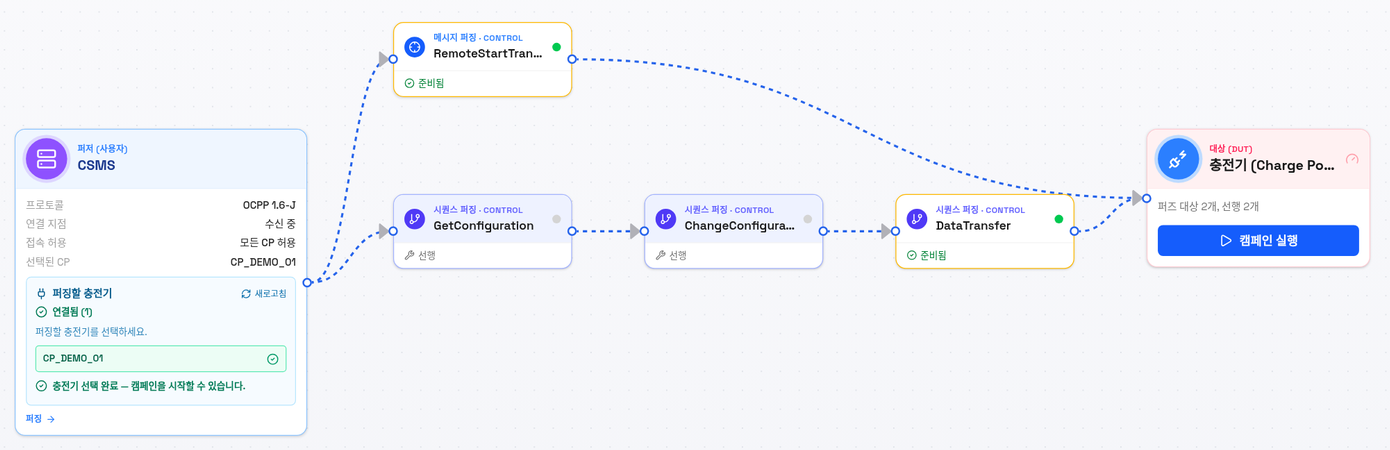 메시지 퍼징 · CONTROL
RemoteStartTran...
준비됨
퍼저 (사용자)
CSMS
프로토콜 OCPP 1.6-J
연결 지점 수신 중
접속 허용 모든 CP 허용
선택된 CP CP_DEMO_01
퍼징할 충전기 새로고침
연결됨 (1)
퍼징할 충전기를 선택하세요.
CP_DEMO_01
충전기 선택 완료 — 캠페인을 시작할 수 있습니다.
퍼징 →
시퀀스 퍼징 · CONTROL
GetConfiguration
선행
시퀀스 퍼징 · CONTROL
ChangeConfigura...
선행
시퀀스 퍼징 · CONTROL
DataTransfer
준비됨
대상 (DUT)
충전기 (Charge Po...
퍼즈 대상 2개, 선행 2개
캠페인 실행